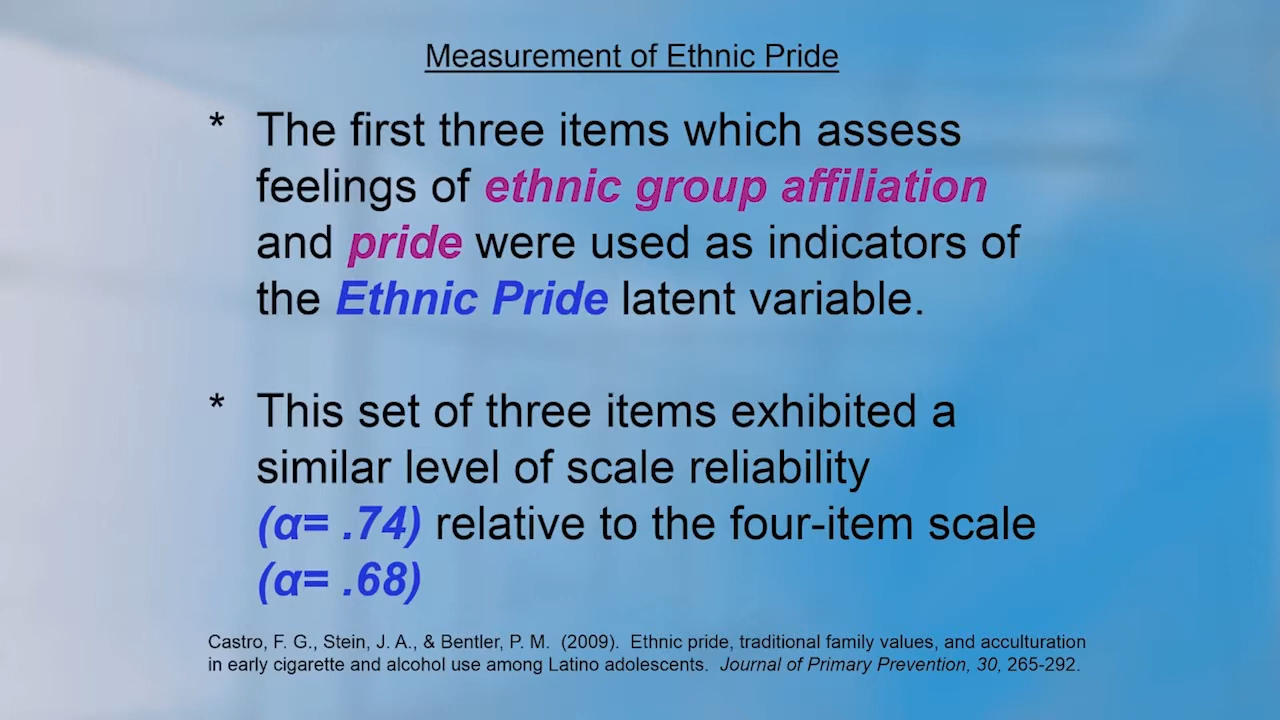 Measurement of Ethnic Pride
* The first three items which assess
feelings of ethnic group affiliation
and pride were used as indicators of
the Ethnic Pride latent variable.
* This set of three items exhibited a
similar level of scale reliability
(α= .74) relative to the four-item scale
(α= .68)
Castro, F. G., Stein, J. A., & Bentler, P. M. (2009). Ethnic pride, traditional family values, and acculturation
in early cigarette and alcohol use among Latino adolescents. Journal of Primary Prevention, 30, 265-292.